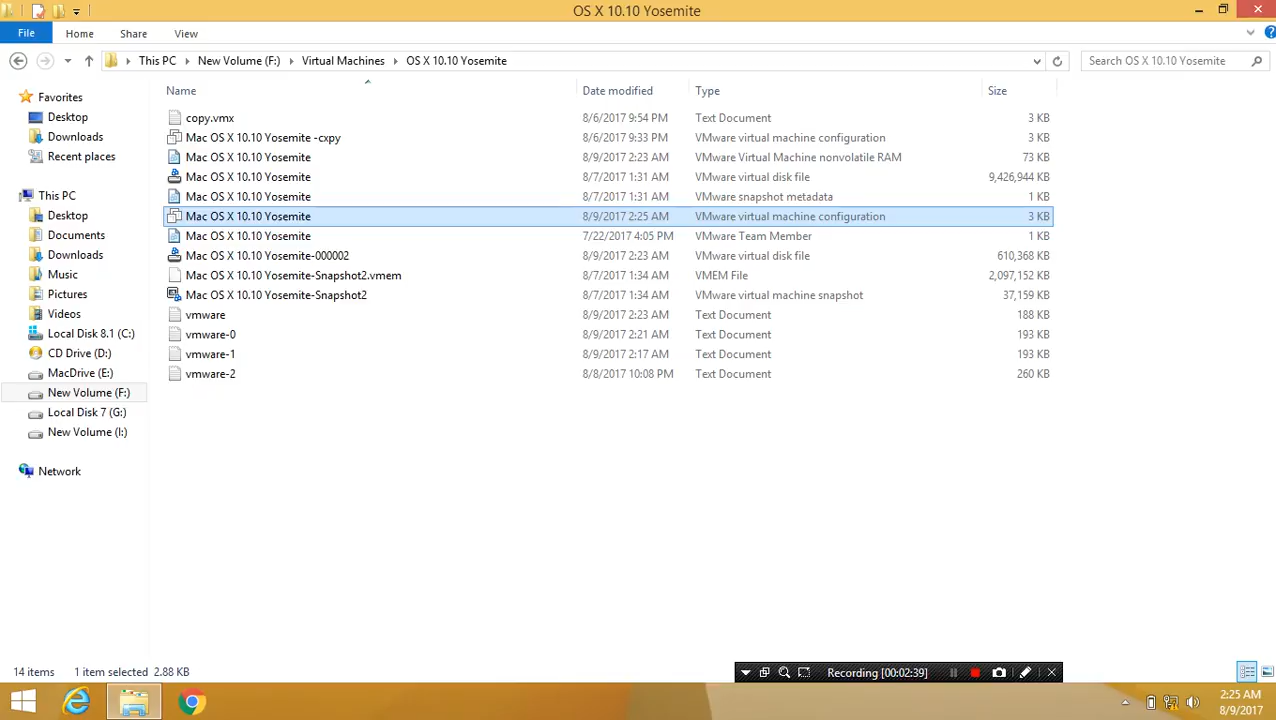 OS X 10.10 Yosemite
File Home Share View
This PC New Volume (F:) Virtual Machines OS X 10.10 Yosemite Search OS X 10.10 Yosemite
Favorites
Desktop
Downloads
Recent places
This PC
Desktop
Documents
Downloads
Music
Pictures
Videos
Local Disk 8.1 (C:)
CD Drive (D:)
MacDrive (E:)
New Volume (F:)
Local Disk 7 (G:)
New Volume (I:)
Network
Name Date modified Type Size
copy.vmx 8/6/2017 9:54 PM Text Document 3 KB
Mac OS X 10.10 Yosemite -cxpy 8/6/2017 9:33 PM VMware virtual machine configuration 3 KB
Mac OS X 10.10 Yosemite 8/9/2017 2:23 AM VMware Virtual Machine nonvolatile RAM 73 KB
Mac OS X 10.10 Yosemite 8/7/2017 1:31 AM VMware virtual disk file 9,426,944 KB
Mac OS X 10.10 Yosemite 8/7/2017 1:31 AM VMware snapshot metadata 1 KB
Mac OS X 10.10 Yosemite 8/9/2017 2:25 AM VMware virtual machine configuration 3 KB
Mac OS X 10.10 Yosemite 7/22/2017 4:05 PM VMware Team Member 1 KB
Mac OS X 10.10 Yosemite-000002 8/9/2017 2:23 AM VMware virtual disk file 610,368 KB
Mac OS X 10.10 Yosemite-Snapshot2.vmem 8/7/2017 1:34 AM VMEM File 2,097,152 KB
Mac OS X 10.10 Yosemite-Snapshot2 8/7/2017 1:34 AM VMware virtual machine snapshot 37,159 KB
vmware 8/9/2017 2:23 AM Text Document 188 KB
vmware-0 8/9/2017 2:21 AM Text Document 193 KB
vmware-1 8/9/2017 2:17 AM Text Document 193 KB
vmware-2 8/8/2017 10:08 PM Text Document 260 KB
14 items 1 item selected 2.88 KB
Recording [00:02:39]
2:25 AM
8/9/2017